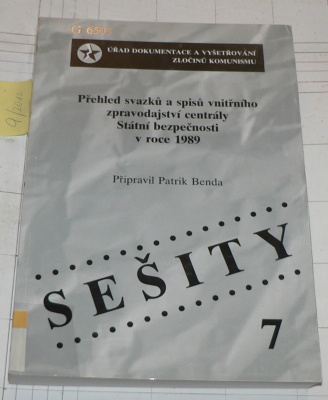 ÚŘAD DOKUMENTACE A VYŠETŘOVÁNÍ
ZLOČINŮ KOMUNISMU
Přehled svazků a spisů vnitřního
zpravodajství centrály
Státní bezpečnosti
v roce 1989
Připravil Patrik Benda
SEŠITY
7